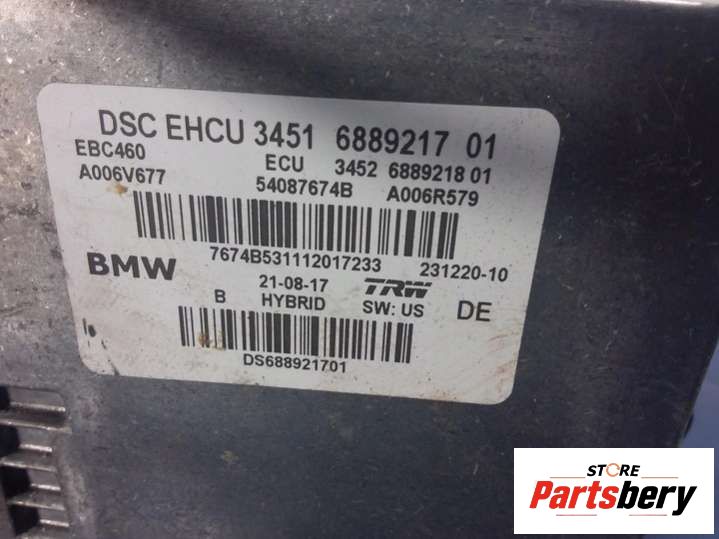 DSC EHCU 3451 6889217 01
EBC460 ECU 3452 6889218 01
A006V677 54087674B A006R579
7674B531112017233 231220-10
BMW 21-08-17 TRW
B HYBRID SW: US DE
DS688921701
STORE
Partsbery